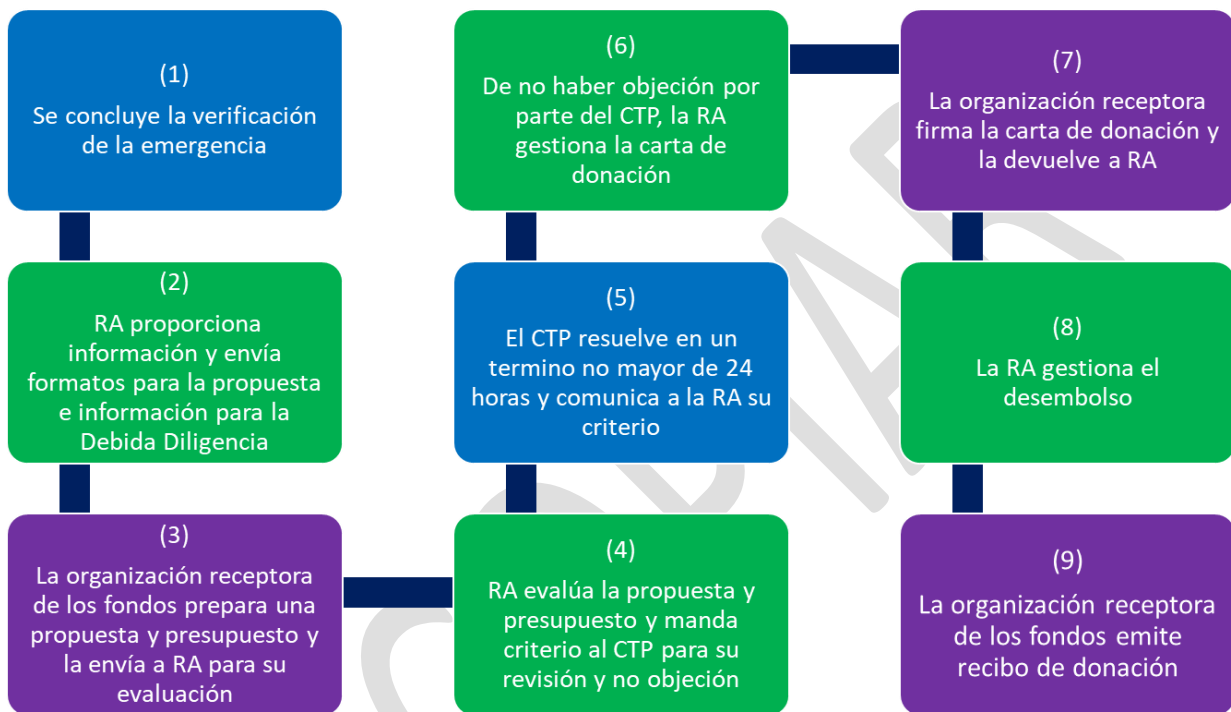 (1)
Se concluye la verificación
de la emergencia
(2)
RA proporciona
información y envía
formatos para la propuesta
e información para la
Debida Diligencia
(3)
La organización receptora
de los fondos prepara una
propuesta y presupuesto y
la envía a RA para su
evaluación
(4)
RA evalúa la propuesta y
presupuesto y manda
criterio al CTP para su
revisión y no objeción
(5)
El CTP resuelve en un
termino no mayor de 24
horas y comunica a la RA su
criterio
(6)
De no haber objeción por
parte del CTP, la RA
gestiona la carta de
donación
(7)
La organización receptora
firma la carta de donación y
la devuelve a RA
(8)
La RA gestiona el
desembolso
(9)
La organización receptora
de los fondos emite
recibo de donación